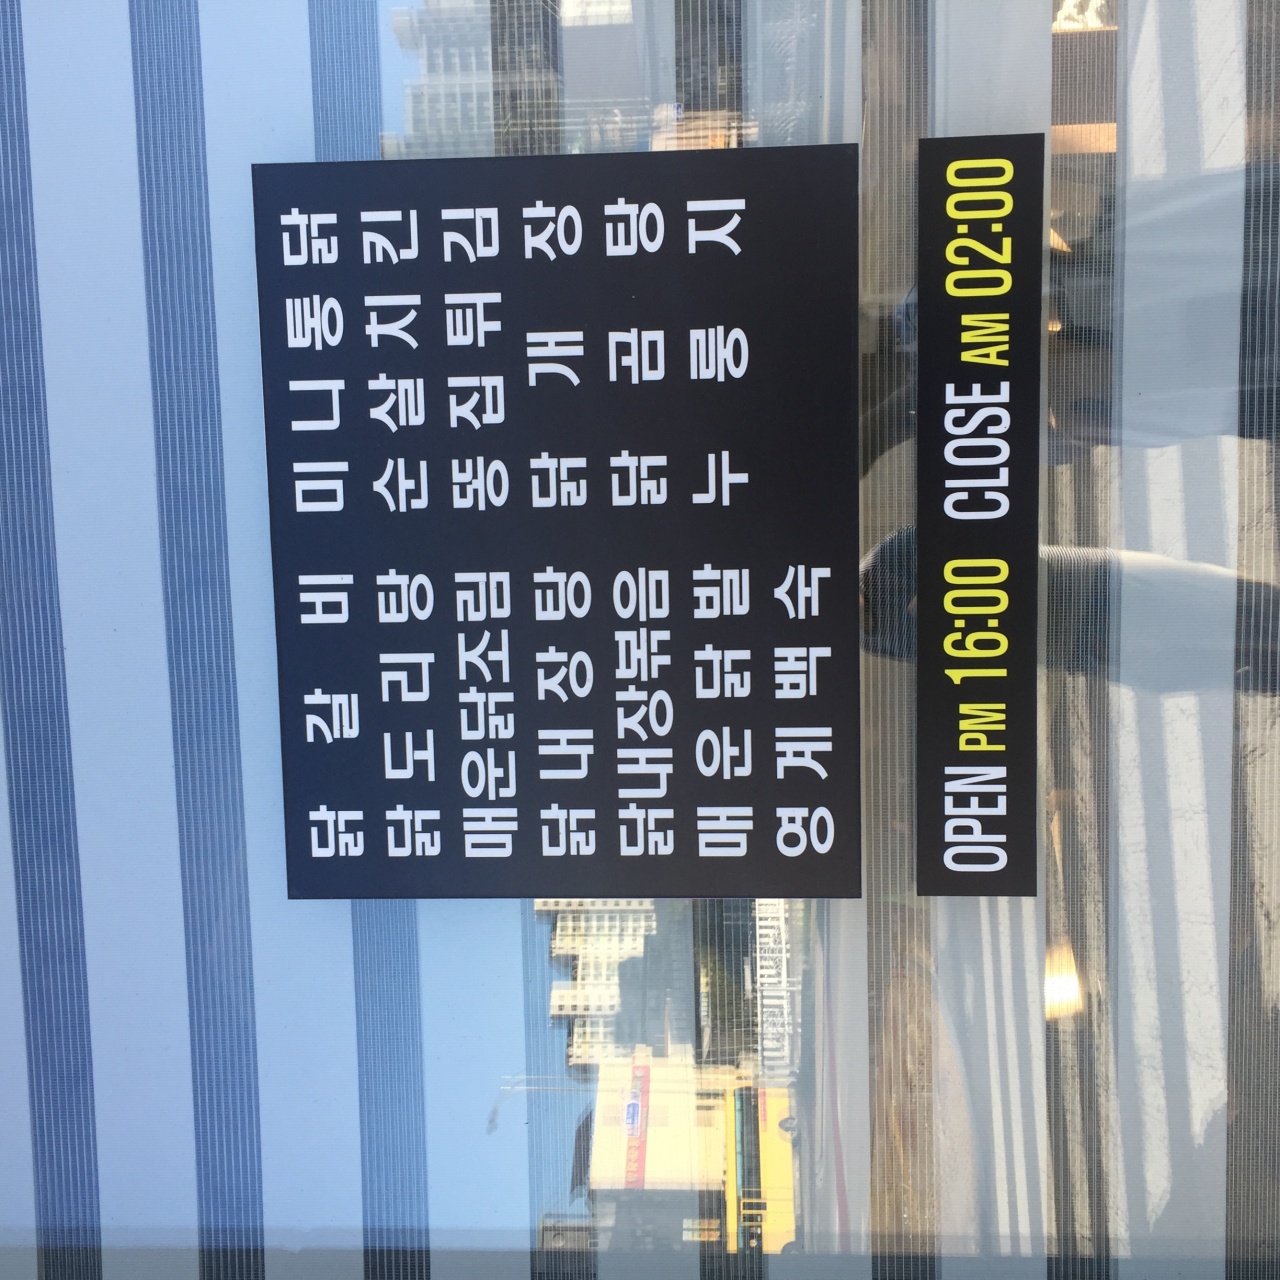 닭 갈 비
닭 도 리 탕
매운닭조림
닭 내 장 탕
닭내장볶음
매 운 닭 발
영 계 백 숙
미 니 통 닭
순 살 치 킨
똥 집 튀 김
닭 개 장
닭 곰 탕
누 룽 지
OPEN PM 16:00 CLOSE AM 02:00